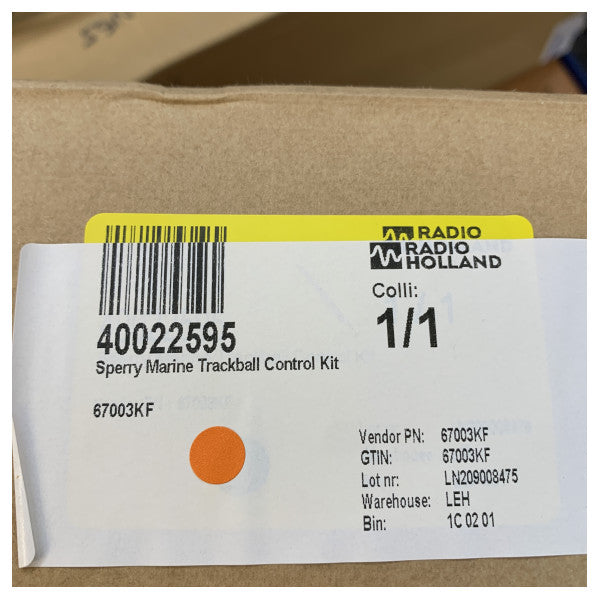 RADIO
RADIO
HOLLAND
Colli:
1/1
40022595
Sperry Marine Trackball Control Kit
67003KF
Vendor PN: 67003KF
GTIN: 67003KF
Lot nr: LN209008475
Warehouse: LEH
Bin: 1C 02 01